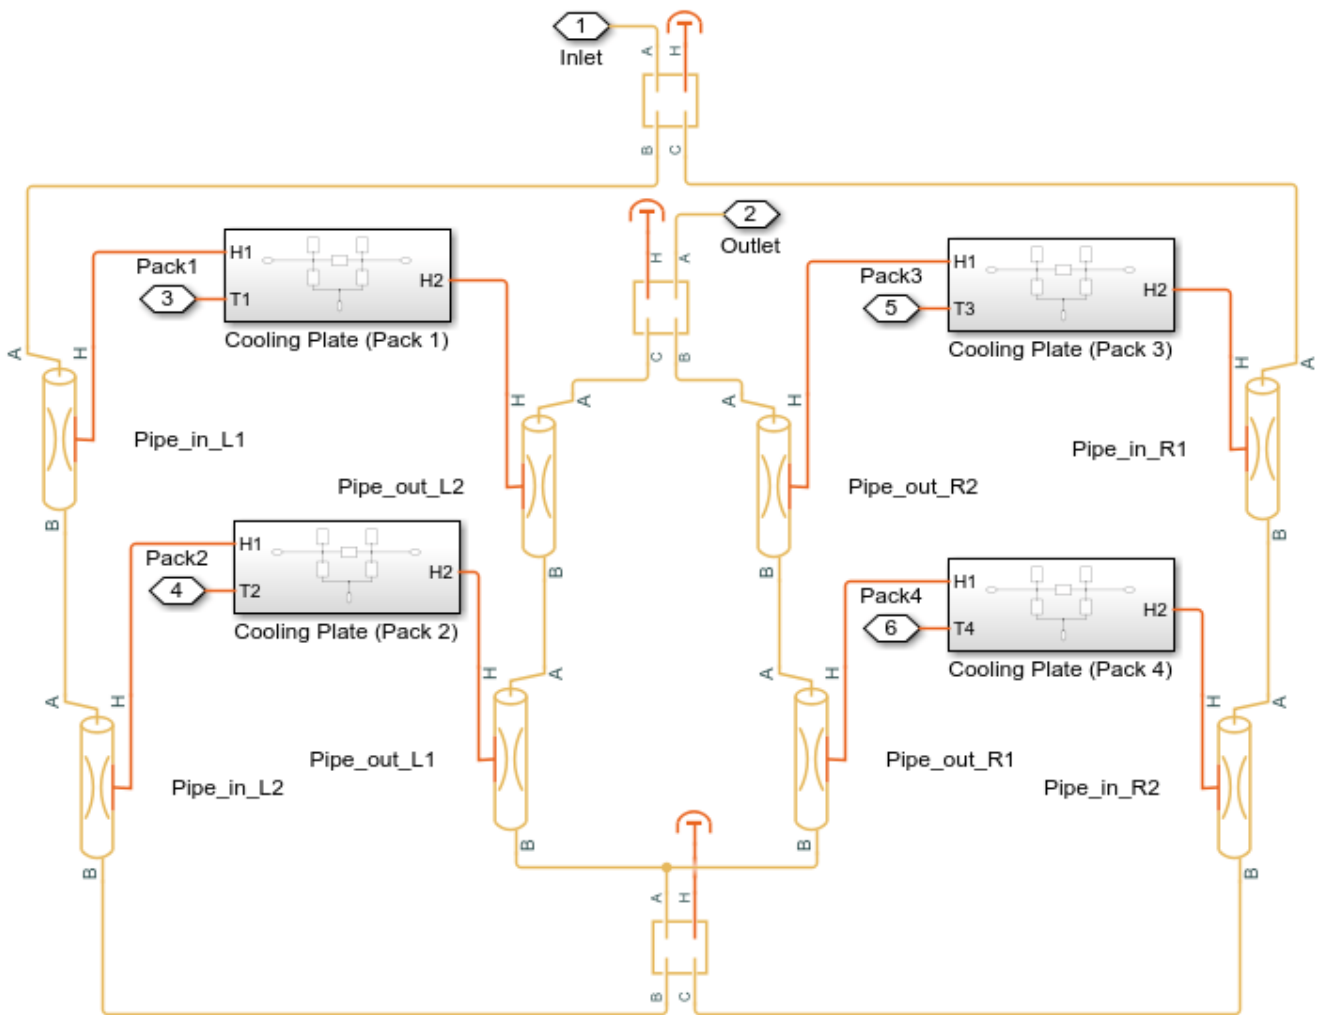 1
A
H
Inlet
B
C
2
Outlet
H
A
Pack1
H1
H2
3
T1
Cooling Plate (Pack 1)
Pack3
H1
H2
5
T3
Cooling Plate (Pack 3)
C
B
A
H
H
A
A
H
H
A
Pipe_in_L1
Pipe_in_R1
Pipe_out_L2
Pipe_out_R2
B
B
Pack2
H1
H2
4
T2
Cooling Plate (Pack 2)
B
B
Pack4
H1
H2
6
T4
Cooling Plate (Pack 4)
A
H
H
A
A
H
H
A
Pipe_out_L1
Pipe_out_R1
Pipe_in_L2
Pipe_in_R2
B
B
B
B
A
H
B
C